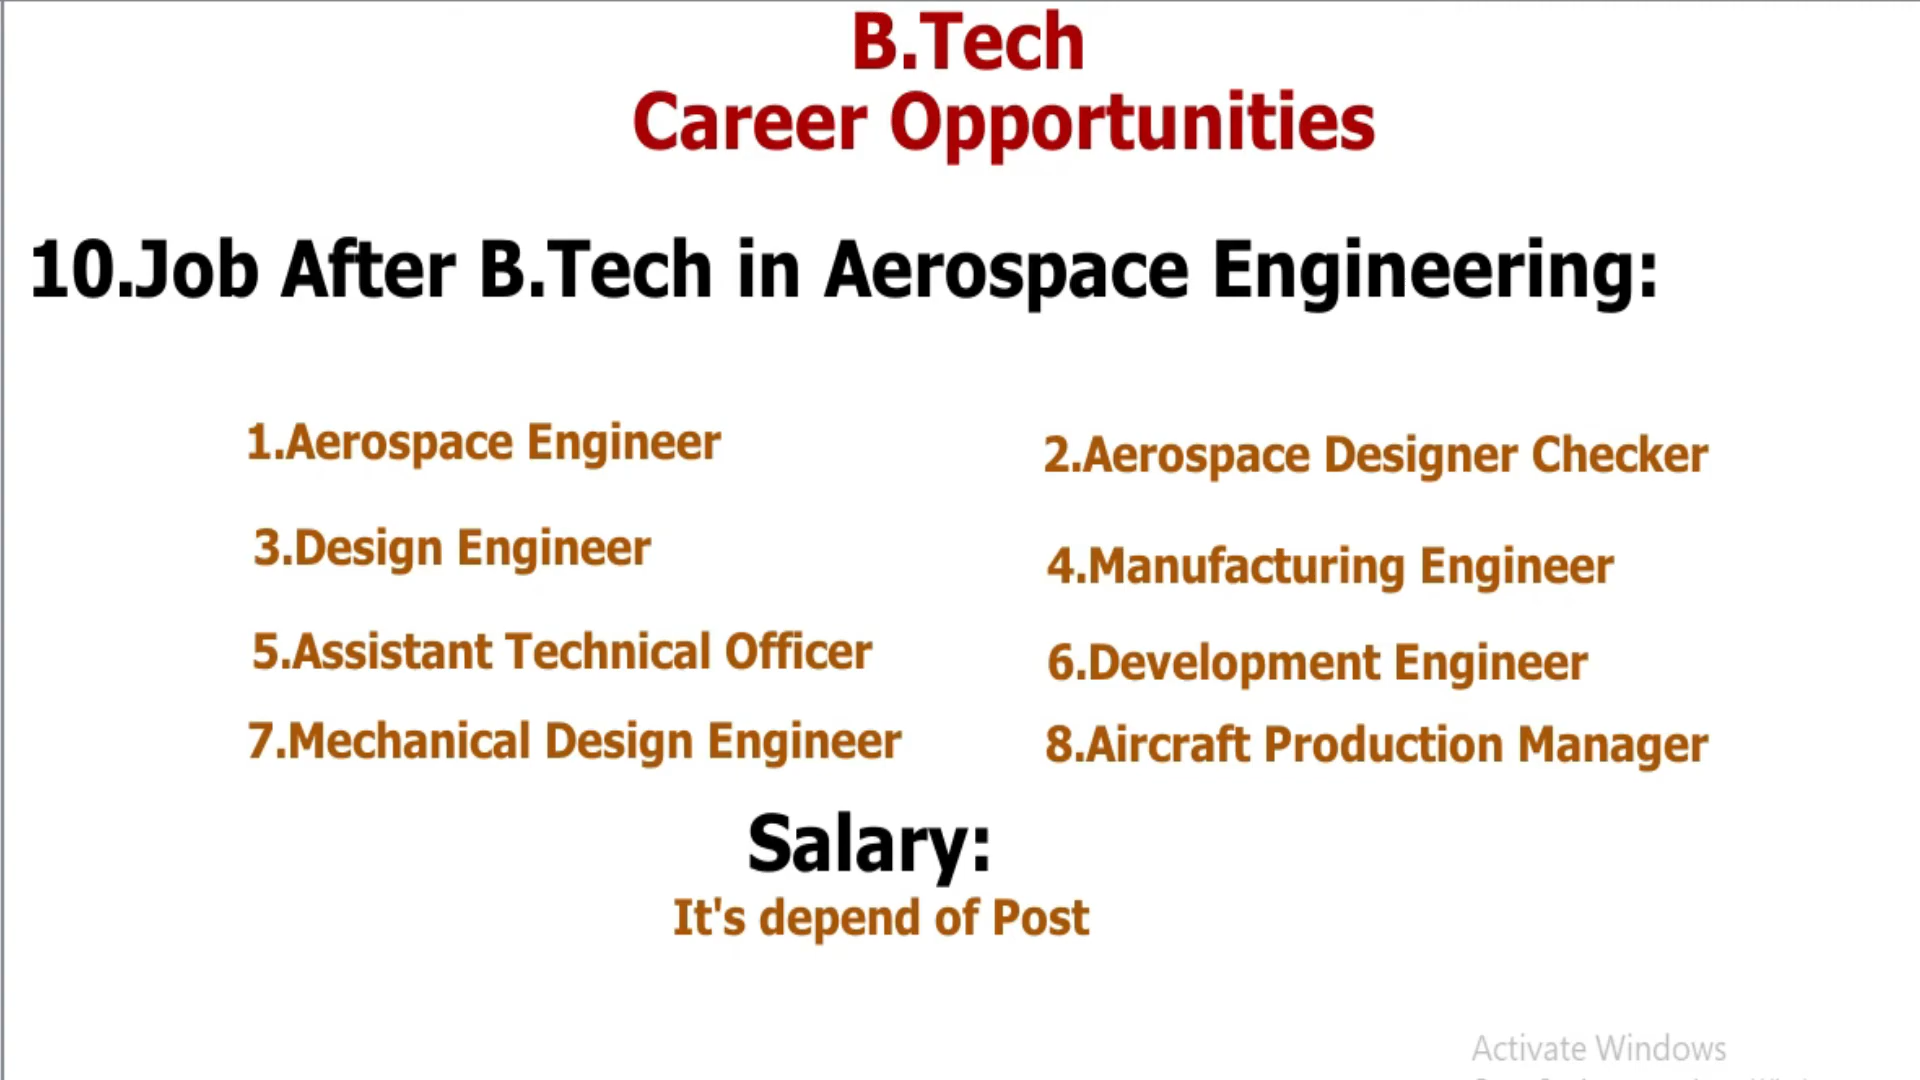 B.Tech
Career Opportunities
10.Job After B.Tech in Aerospace Engineering:
1.Aerospace Engineer
2.Aerospace Designer Checker
3.Design Engineer
4.Manufacturing Engineer
5.Assistant Technical Officer
6.Development Engineer
7.Mechanical Design Engineer
8.Aircraft Production Manager
Salary:
It's depend of Post
Activate Windows